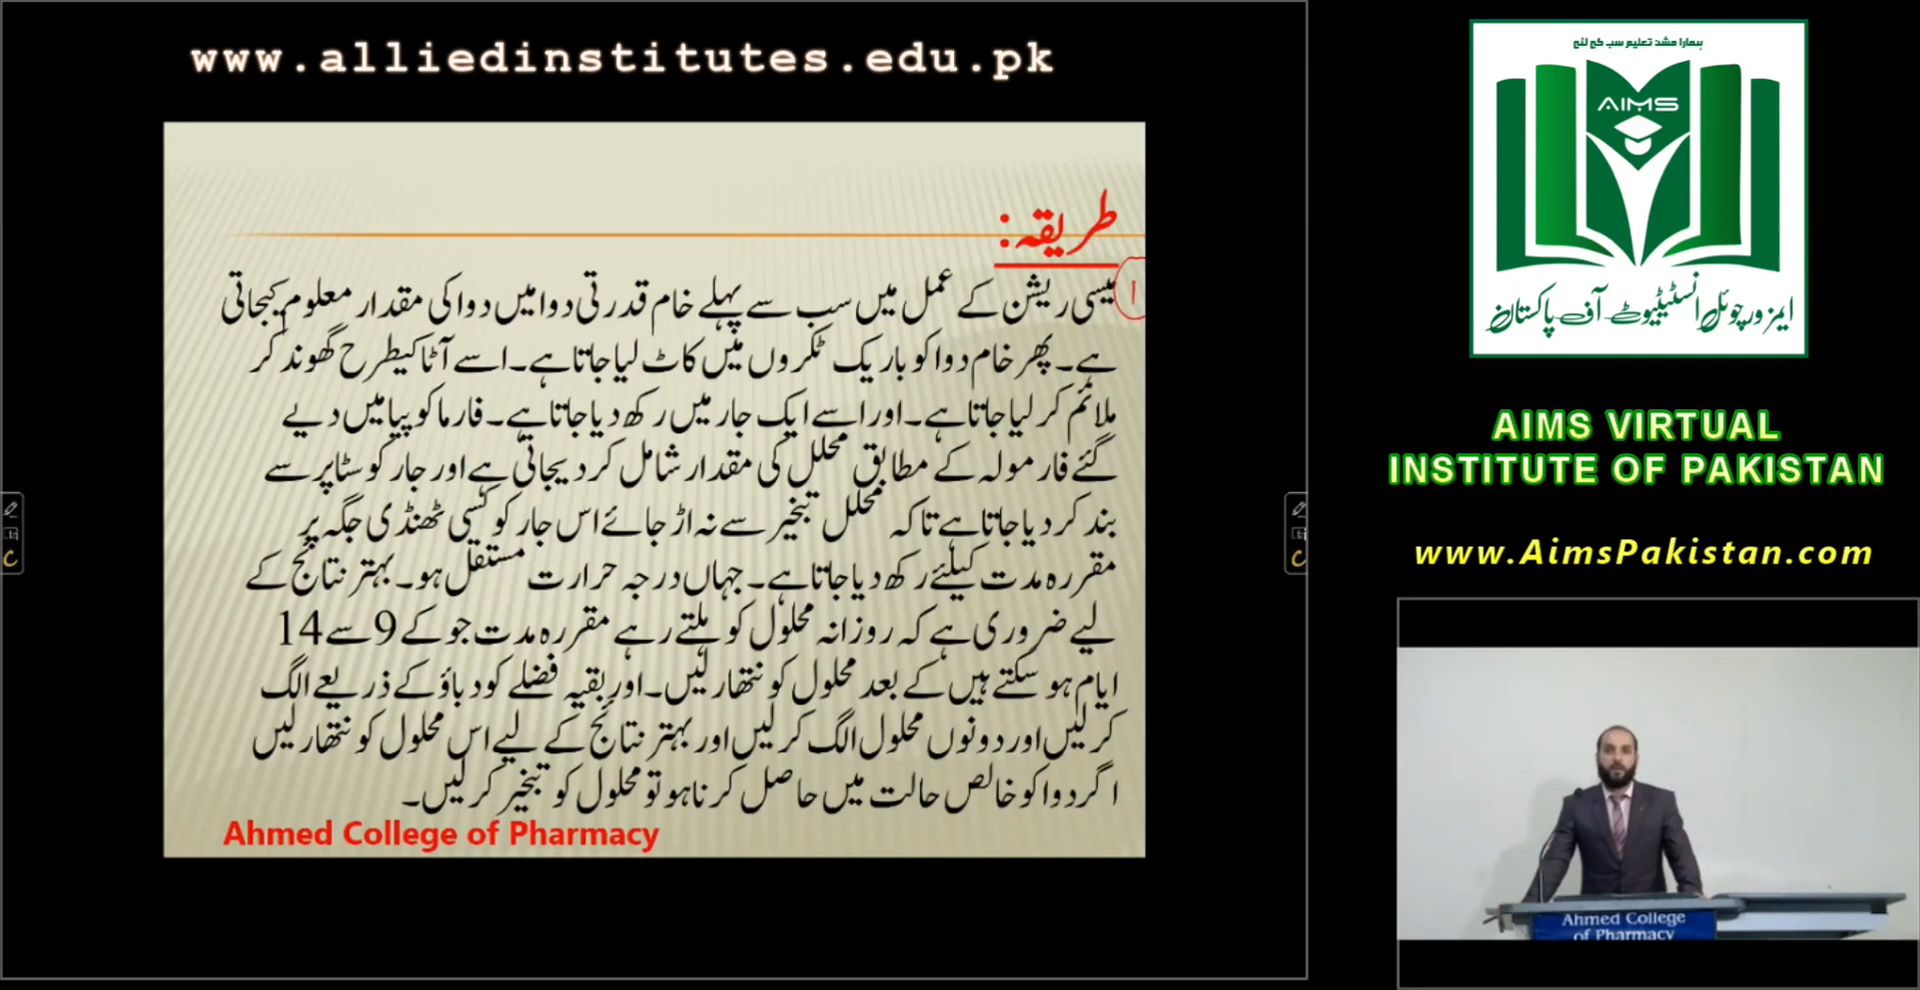 www.alliedinstitutes.edu.pk
طریقہ:
۱
میسی ریشن کے عمل میں سب سے پہلے خام قدرتی دوا میں دوا کی مقدار معلوم کیجاتی
ہے۔ پھر خام دوا کو باریک ٹکروں میں کاٹ لیا جاتا ہے۔ اسے آٹا کیطرح گھوند کر
ملائم کر لیا جاتا ہے۔ اور اسے ایک جار میں رکھ دیا جاتا ہے۔ فارما کو پیا میں دیے
گئے فارمولہ کے مطابق محلل کی مقدار شامل کر دیجاتی ہے اور جار کو سٹاپر سے
بند کر دیا جاتا ہے تا کہ محلل تبخیر سے نہ اڑ جائے اس جار کو کسی ٹھنڈی جگہ پر
مقررہ مدت کیلئے رکھ دیا جاتا ہے۔ جہاں درجہ حرارت مستقل ہو۔ بہتر نتائج کے
لیے ضروری ہے کہ روزانہ محلول کو ہلتے رہے مقررہ مدت جو کے 9 سے 14
ایام ہو سکتے ہیں کے بعد محلول کو نتھار لیں۔ اور بقیہ فضلے کو دباؤ کے ذریعے الگ
کر لیں اور دونوں محلول الگ کر لیں اور بہتر نتائج کے لیے اس محلول کو نتھار لیں
اگر دوا کو خالص حالت میں حاصل کرنا ہو تو محلول کو تبخیر کر لیں۔
Ahmed College of Pharmacy
ہمارا مشد تعلیم سب کے لئے
AIMS
ایمز ورچوئل انسٹیٹیوٹ آف پاکستان
AIMS VIRTUAL
INSTITUTE OF PAKISTAN
www.AimsPakistan.com
Ahmed College
of Pharmacy